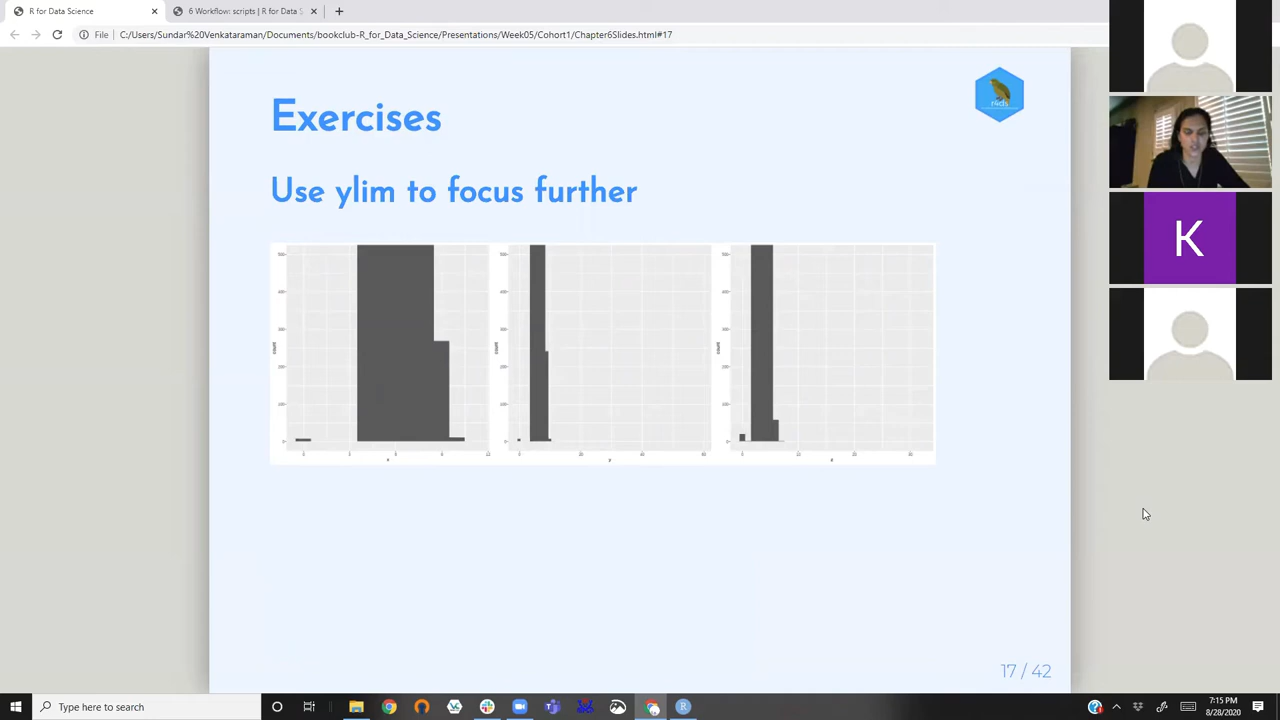 R for Data Science
6 Workflow: scripts | R for Data S
File
C:/Users/Sundar%20Venkataraman/Documents/bookclub-R_for_Data_Science/Presentations/Week05/Cohort1/Chapter6Slides.html#17
Exercises
r4ds
Use ylim to focus further
K
17 / 42
Type here to search
7:15 PM
8/28/2020